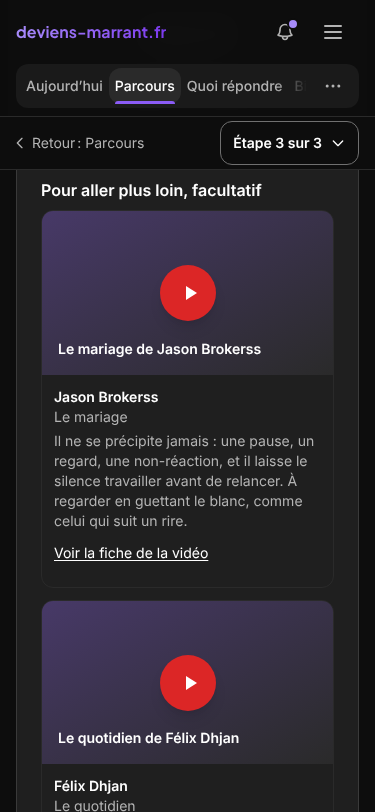 deviens-marrant.fr
Aujourd’hui Parcours Quoi répondre
Retour : Parcours Étape 3 sur 3
Pour aller plus loin, facultatif
Le mariage de Jason Brokerss
Jason Brokerss
Le mariage
Il ne se précipite jamais : une pause, un
regard, une non-réaction, et il laisse le
silence travailler avant de relancer. À
regarder en guettant le blanc, comme
celui qui suit un rire.
Voir la fiche de la vidéo
Le quotidien de Félix Dhjan
Félix Dhjan
Le quotidien